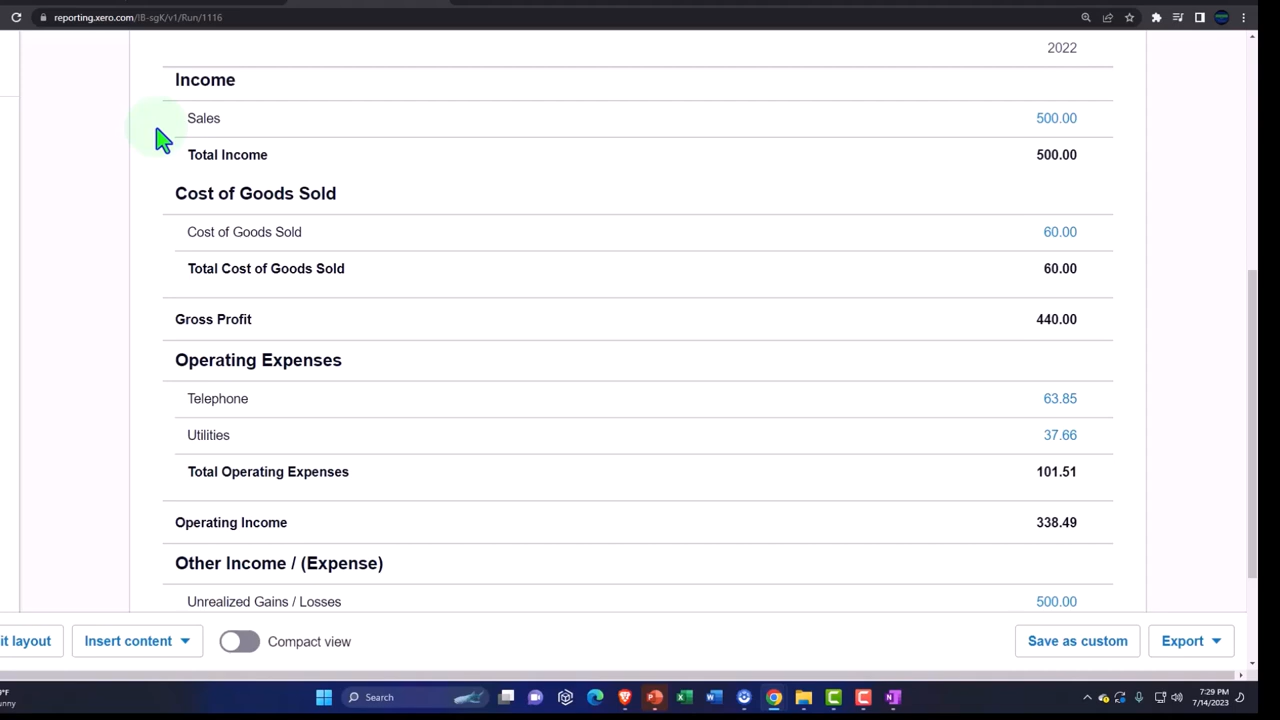 reporting.xero.com/IB-sgK/v1/Run/1116
2022
Income
Sales 500.00
Total Income 500.00
Cost of Goods Sold
Cost of Goods Sold 60.00
Total Cost of Goods Sold 60.00
Gross Profit 440.00
Operating Expenses
Telephone 63.85
Utilities 37.66
Total Operating Expenses 101.51
Operating Income 338.49
Other Income / (Expense)
Unrealized Gains / Losses 500.00
it layout Insert content Compact view Save as custom Export
°F Search 7:29 PM
nny 7/14/2023